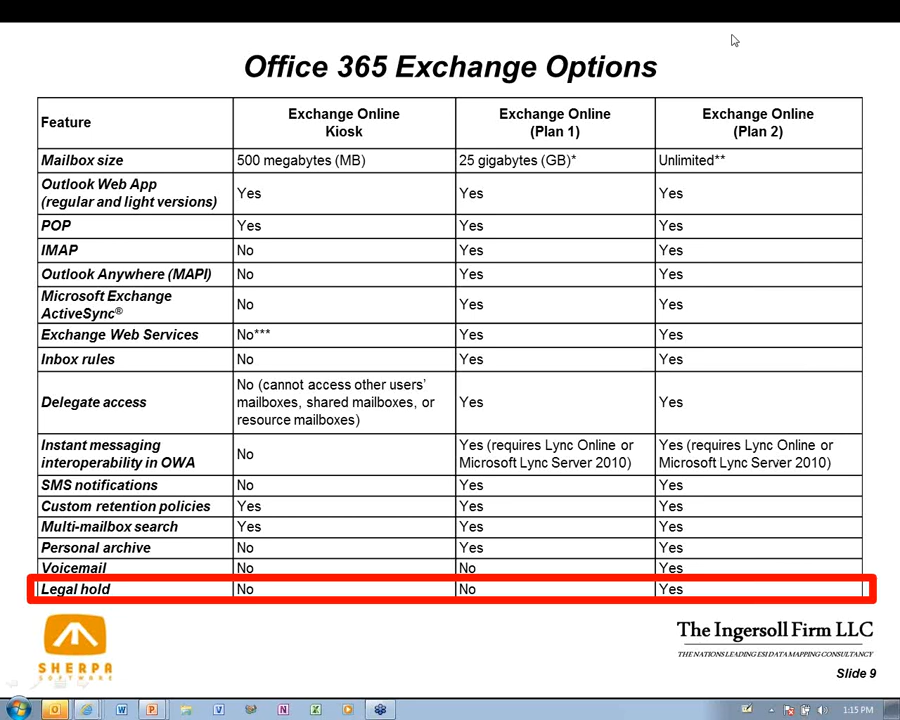 Office 365 Exchange Options
Feature
Exchange Online
Kiosk
Exchange Online
(Plan 1)
Exchange Online
(Plan 2)
Mailbox size
500 megabytes (MB)
25 gigabytes (GB)*
Unlimited**
Outlook Web App
(regular and light versions)
Yes
Yes
Yes
POP
Yes
Yes
Yes
IMAP
No
Yes
Yes
Outlook Anywhere (MAPI)
No
Yes
Yes
Microsoft Exchange
ActiveSync®
No
Yes
Yes
Exchange Web Services
No***
Yes
Yes
Inbox rules
No
Yes
Yes
Delegate access
No (cannot access other users’
mailboxes, shared mailboxes, or
resource mailboxes)
Yes
Yes
Instant messaging
interoperability in OWA
No
Yes (requires Lync Online or
Microsoft Lync Server 2010)
Yes (requires Lync Online or
Microsoft Lync Server 2010)
SMS notifications
No
Yes
Yes
Custom retention policies
Yes
Yes
Yes
Multi-mailbox search
Yes
Yes
Yes
Personal archive
No
Yes
Yes
Voicemail
No
No
Yes
Legal hold
No
No
Yes
SHERPA
SOFTWARE
The Ingersoll Firm LLC
THE NATIONS LEADING ESI DATA MAPPING CONSULTANCY
Slide 9
1:15 PM